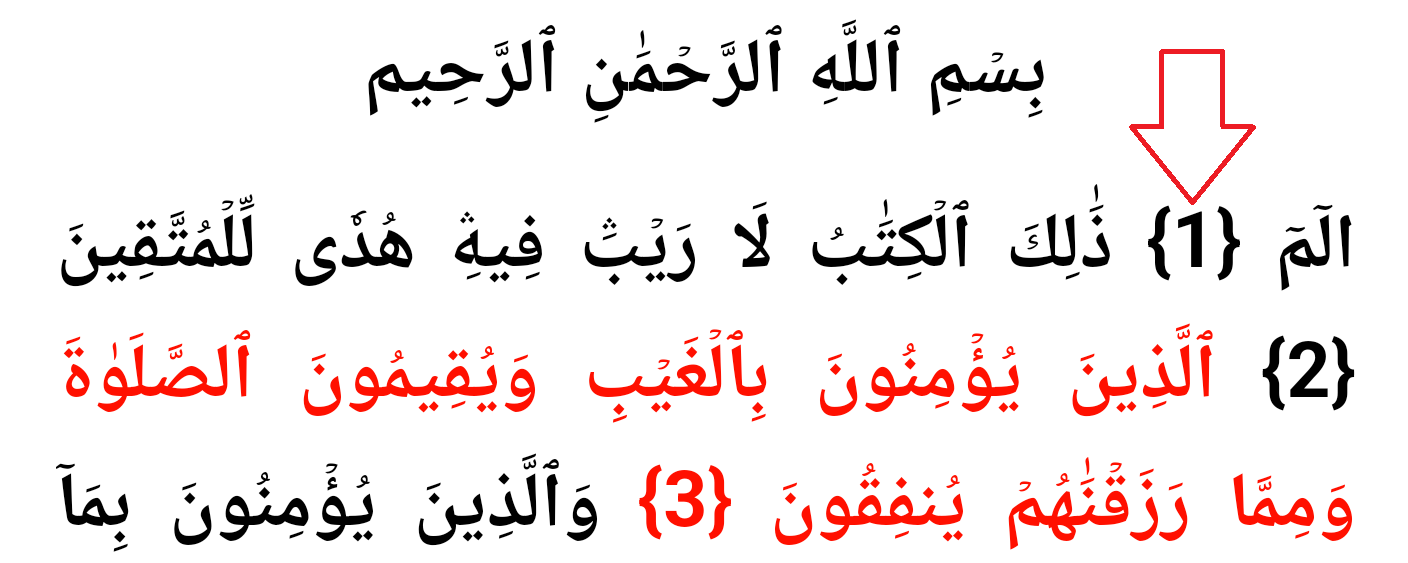 بِسۡمِ ٱللَّهِ ٱلرَّحۡمَٰنِ ٱلرَّحِيم
الٓمٓ {1} ذَٰلِكَ ٱلۡكِتَٰبُ لَا رَيۡبَۛ فِيهِۛ هُدٗى لِّلۡمُتَّقِينَ
{2} ٱلَّذِينَ يُؤۡمِنُونَ بِٱلۡغَيۡبِ وَيُقِيمُونَ ٱلصَّلَوٰةَ
وَمِمَّا رَزَقۡنَٰهُمۡ يُنفِقُونَ {3} وَٱلَّذِينَ يُؤۡمِنُونَ بِمَآ